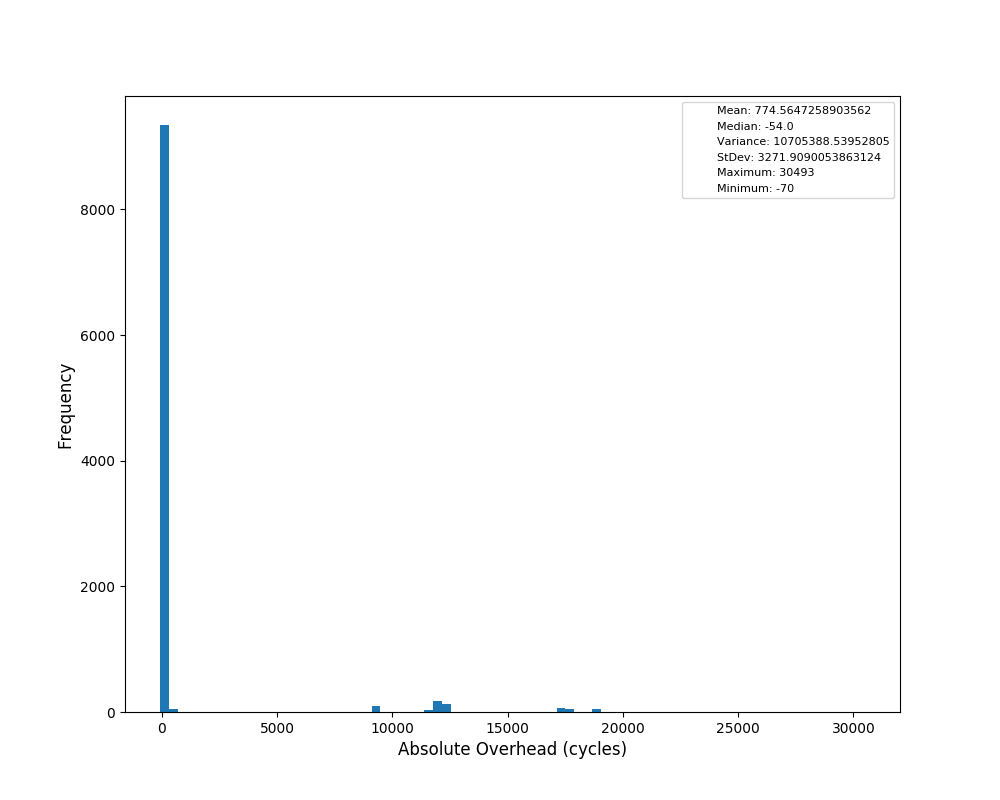 Mean: 774.5647258903562
Median: -54.0
Variance: 10705388.53952805
StDev: 3271.9090053863124
Maximum: 30493
Minimum: -70
Frequency
8000
6000
4000
2000
0
0 5000 10000 15000 20000 25000 30000
Absolute Overhead (cycles)